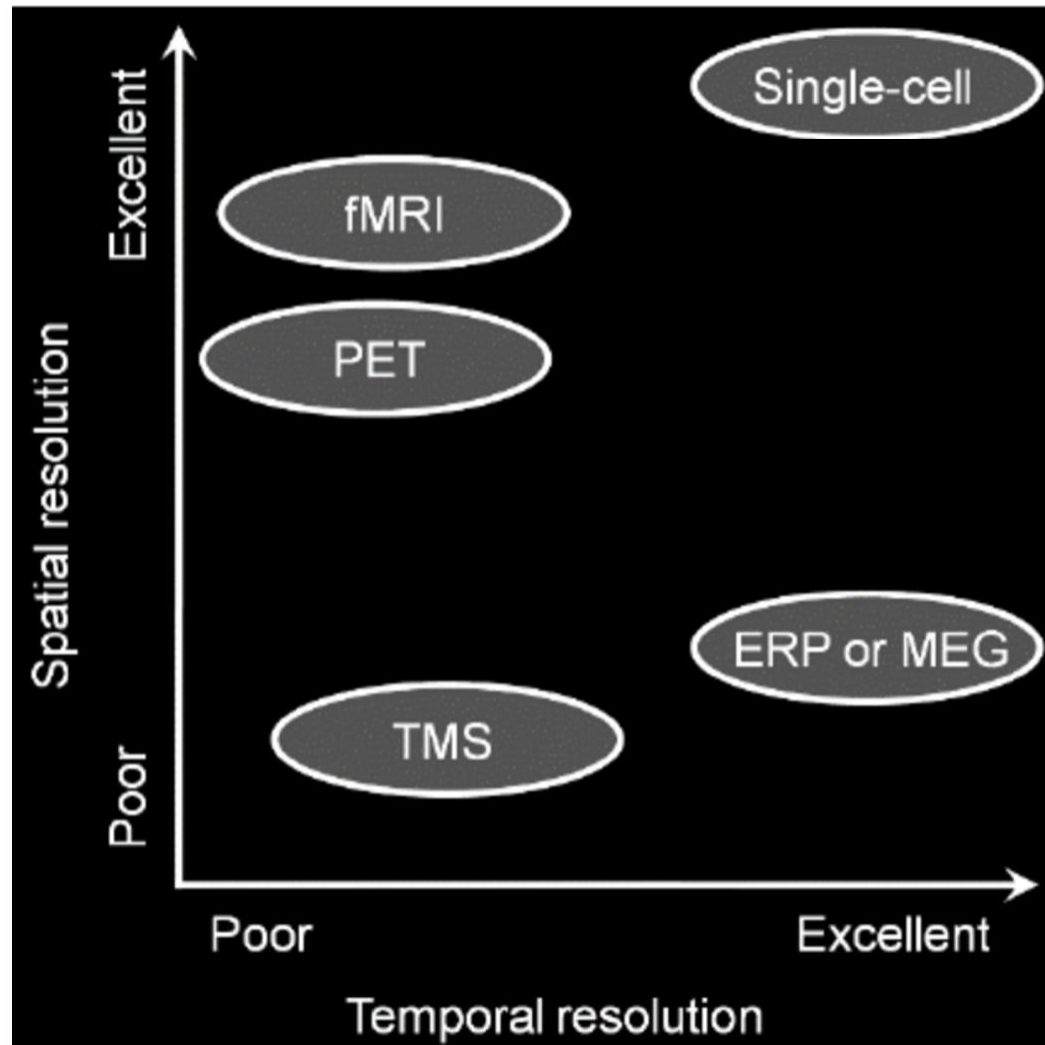 Excellent
Single-cell
fMRI
PET
Spatial resolution
ERP or MEG
TMS
Poor
Poor
Excellent
Temporal resolution